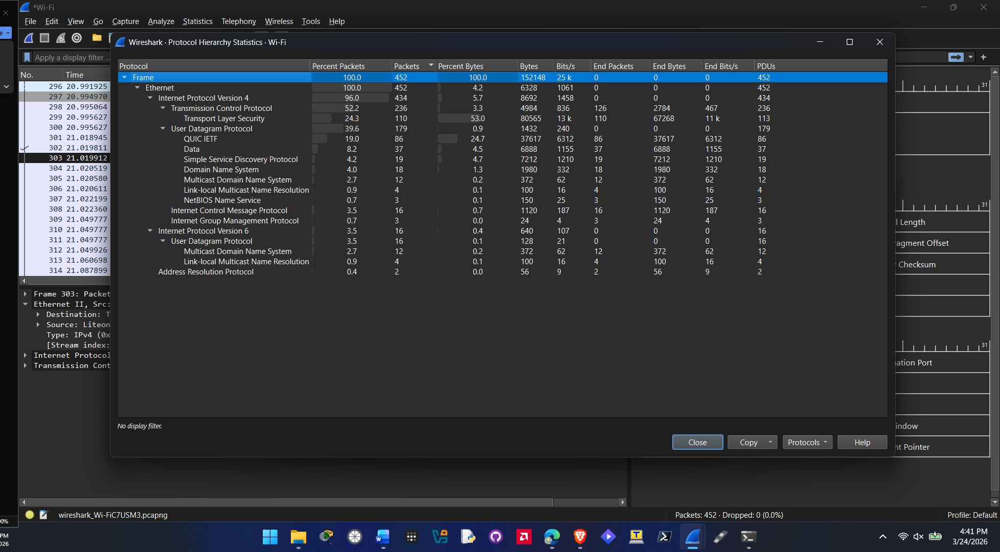 *Wi-Fi
File Edit View Go Capture Analyze Statistics Telephony Wireless Tools Help
Wireshark · Protocol Hierarchy Statistics · Wi-Fi
Apply a display filter ...
No. Time
296 20.991925
297 20.994970
298 20.995064
299 20.995627
300 20.995627
301 21.018945
302 21.019811
303 21.019912
304 21.020519
305 21.020580
306 21.020611
307 21.022199
308 21.022360
309 21.049777
310 21.049777
311 21.049777
312 21.049926
313 21.060698
314 21.087899
Protocol Percent Packets Packets Percent Bytes Bytes Bits/s End Packets End Bytes End Bits/s PDUs
Frame 100.0 452 100.0 152148 25 k 0 0 0 452
Ethernet 100.0 452 4.2 6328 1061 0 0 0 452
Internet Protocol Version 4 96.0 434 5.7 8692 1458 0 0 0 434
Transmission Control Protocol 52.2 236 3.3 4984 836 126 2784 467 236
Transport Layer Security 24.3 110 53.0 80565 13 k 110 67268 11 k 113
User Datagram Protocol 39.6 179 0.9 1432 240 0 0 0 179
QUIC IETF 19.0 86 24.7 37617 6312 86 37617 6312 86
Data 8.2 37 4.5 6888 1155 37 6888 1155 37
Simple Service Discovery Protocol 4.2 19 4.7 7212 1210 19 7212 1210 19
Domain Name System 4.0 18 1.3 1980 332 18 1980 332 18
Multicast Domain Name System 2.7 12 0.2 372 62 12 372 62 12
Link-local Multicast Name Resolution 0.9 4 0.1 100 16 4 100 16 4
NetBIOS Name Service 0.7 3 0.1 150 25 3 150 25 3
Internet Control Message Protocol 3.5 16 0.7 1120 187 16 1120 187 16
Internet Group Management Protocol 0.7 3 0.0 24 4 3 24 4 3
Internet Protocol Version 6 3.5 16 0.4 640 107 0 0 0 16
User Datagram Protocol 3.5 16 0.1 128 21 0 0 0 16
Multicast Domain Name System 2.7 12 0.2 372 62 12 372 62 12
Link-local Multicast Name Resolution 0.9 4 0.1 100 16 4 100 16 4
Address Resolution Protocol 0.4 2 0.0 56 9 2 56 9 2
No display filter.
Close Copy Protocols Help
Frame 303: Packet
Ethernet II, Src:
Destination: T
Source: Liteon
Type: IPv4 (0x
[Stream index:
Internet Protocol
Transmission Cont
31
31
l Length
ragment Offset
r Checksum
31
nation Port
indow
nt Pointer
wireshark_Wi-FiC7USM3.pcapng
Packets: 452 · Dropped: 0 (0.0%)
Profile: Default
4:41 PM
3/24/2026
e
0%
PM
026